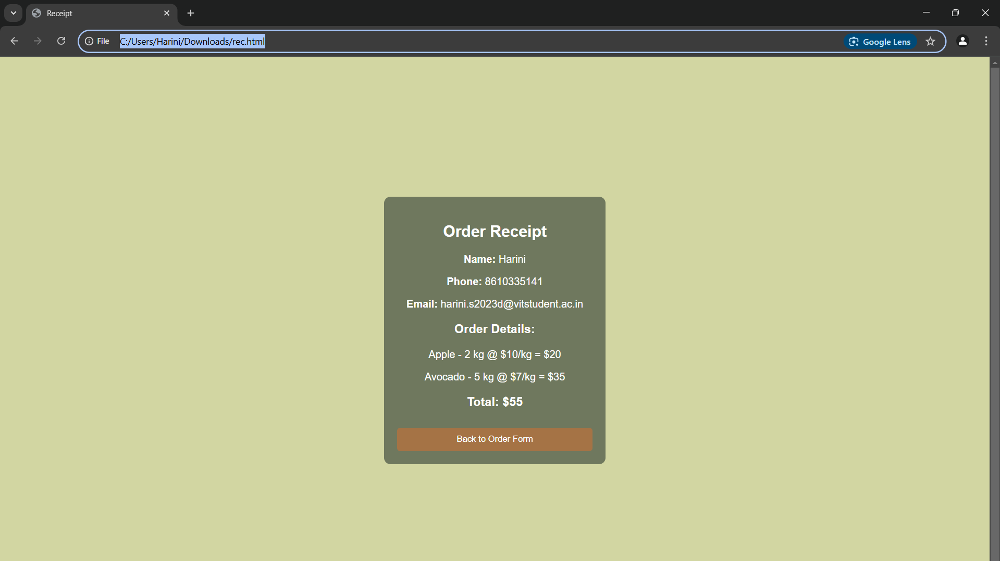 Receipt
File C:/Users/Harini/Downloads/rec.html Google Lens
Order Receipt
Name: Harini
Phone: 8610335141
Email: harini.s2023d@vitstudent.ac.in
Order Details:
Apple - 2 kg @ $10/kg = $20
Avocado - 5 kg @ $7/kg = $35
Total: $55
Back to Order Form